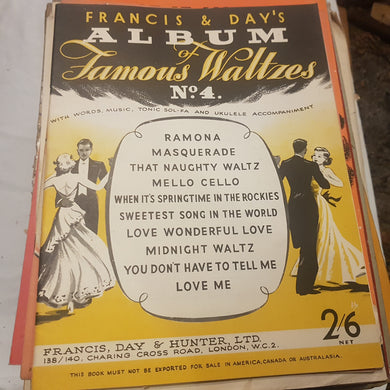 FRANCIS & DAY'S
ALBUM
of
Famous Waltzes
No. 4.
WITH WORDS, MUSIC, TONIC SOL-FA AND UKULELE ACCOMPANIMENT
RAMONA
MASQUERADE
THAT NAUGHTY WALTZ
MELLO CELLO
WHEN IT'S SPRINGTIME IN THE ROCKIES
SWEETEST SONG IN THE WORLD
LOVE WONDERFUL LOVE
MIDNIGHT WALTZ
YOU DON'T HAVE TO TELL ME
LOVE ME
2/6
NET
FRANCIS, DAY & HUNTER, LTD.
138/140, CHARING CROSS ROAD, LONDON, W.C.2.
THIS BOOK MUST NOT BE EXPORTED FOR SALE IN AMERICA, CANADA OR AUSTRALASIA.